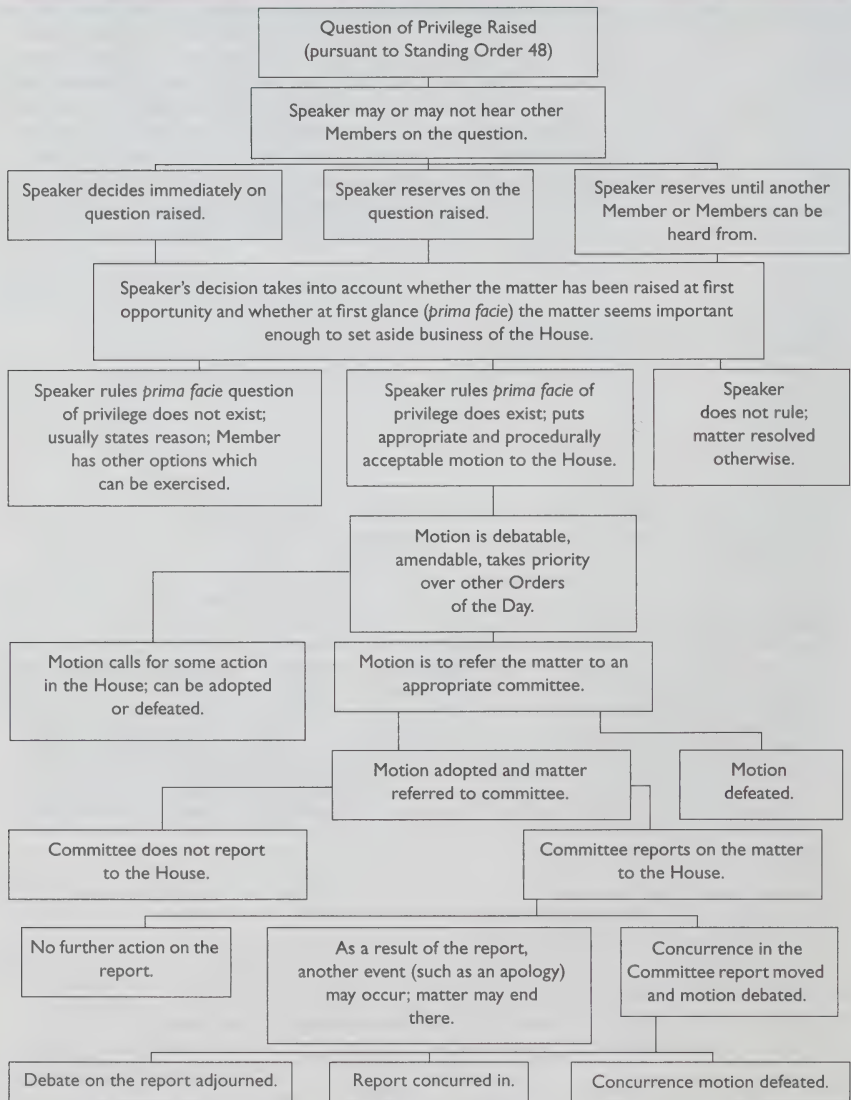 Question of Privilege Raised
(pursuant to Standing Order 48)
Speaker may or may not hear other
Members on the question.
Speaker decides immediately on
question raised.
Speaker reserves on the
question raised.
Speaker reserves until another
Member or Members can be
heard from.
Speaker's decision takes into account whether the matter has been raised at first
opportunity and whether at first glance (prima facie) the matter seems important
enough to set aside business of the House.
Speaker rules prima facie question
of privilege does not exist;
usually states reason; Member
has other options which
can be exercised.
Speaker rules prima facie of
privilege does exist; puts
appropriate and procedurally
acceptable motion to the House.
Speaker
does not rule;
matter resolved
otherwise.
Motion is debatable,
amendable, takes priority
over other Orders
of the Day.
Motion calls for some action
in the House; can be adopted
or defeated.
Motion is to refer the matter to an
appropriate committee.
Motion adopted and matter
referred to committee.
Motion
defeated.
Committee does not report
to the House.
Committee reports on the matter
to the House.
No further action on the
report.
As a result of the report,
another event (such as an apology)
may occur; matter may end
there.
Concurrence in the
Committee report moved
and motion debated.
Debate on the report adjourned.
Report concurred in.
Concurrence motion defeated.